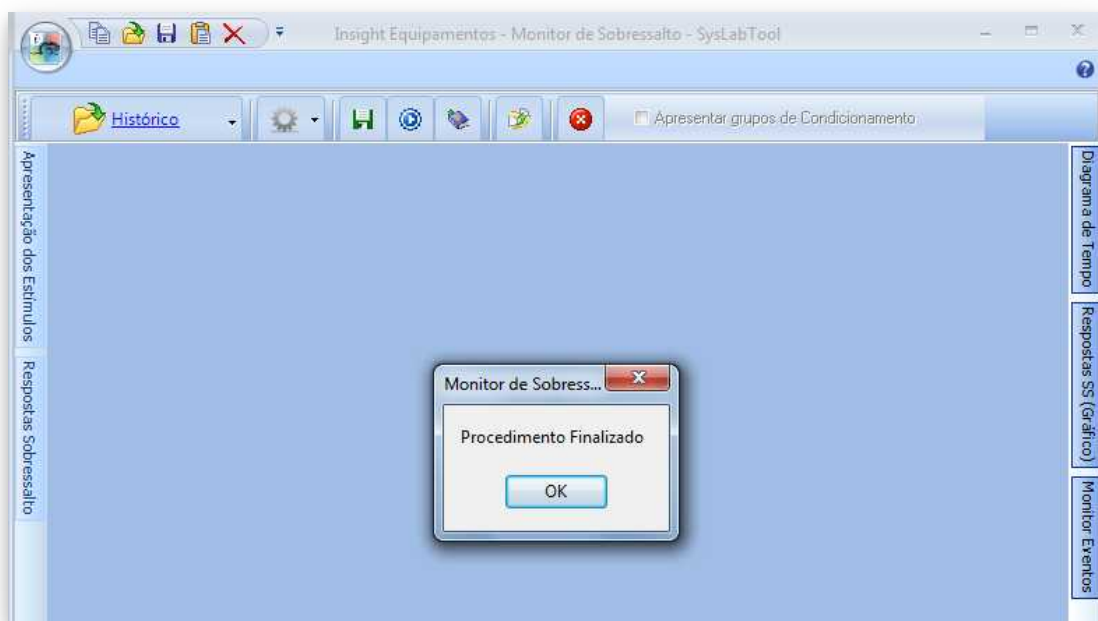 Insight Equipamentos - Monitor de Sobressalto - SysLabTool
Histórico
Apresentar grupos de Condicionamento
Apresentação dos Estímulos
Respostas Sobressalto
Monitor de Sobress...
Procedimento Finalizado
OK
Diagrama de Tempo
Respostas SS (Gráfico)
Monitor Eventos